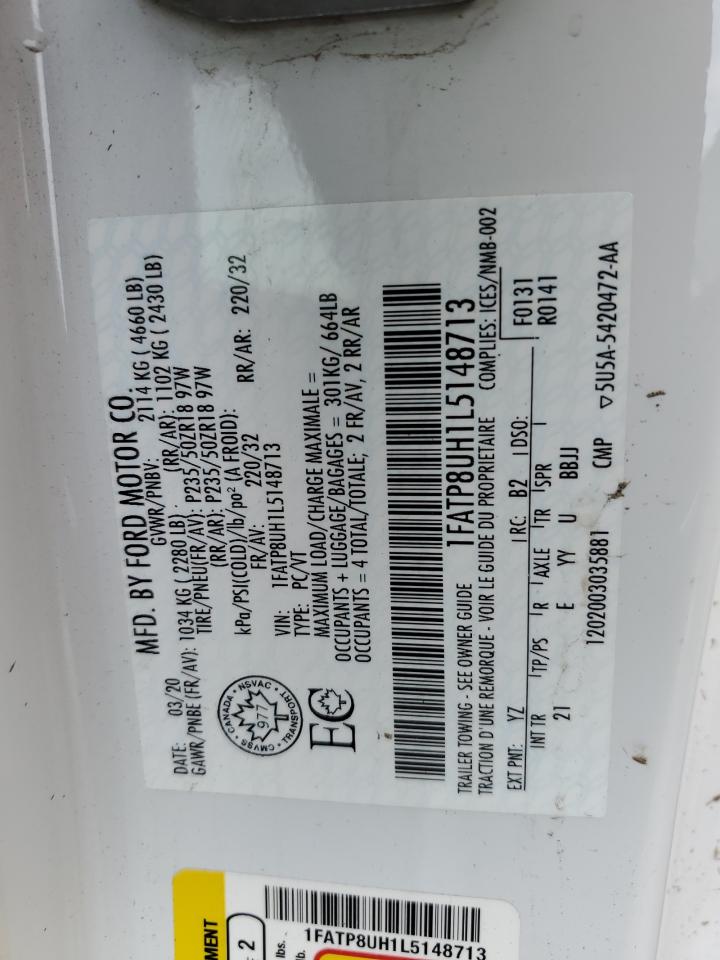 MFD. BY FORD MOTOR CO.
DATE: 03/20 GVWR/PNBV: 2114 KG ( 4660 LB)
GAWR/PNBE (FR/AV): 1034 KG ( 2280 LB) (RR/AR): 1102 KG ( 2430 LB)
TIRE/PNEU(FR/AV): P235/50ZR18 97W
(RR/AR): P235/50ZR18 97W
kPa/PSI(COLD)/lb/po² (A FROID):
FR/AV: 220/32 RR/AR: 220/32
VIN: 1FATP8UH1L5148713
TYPE: PC/VT
MAXIMUM LOAD/CHARGE MAXIMALE =
OCCUPANTS + LUGGAGE/BAGAGES = 301KG/ 664LB
OCCUPANTS = 4 TOTAL/TOTALE; 2 FR/AV, 2 RR/AR
CMVSS • CANADA • NSVAC • TRANSPORT •
977
T
EC
1FATP8UH1L5148713
TRAILER TOWING - SEE OWNER GUIDE
TRACTION D'UNE REMORQUE - VOIR LE GUIDE DU PROPRIETAIRE COMPLIES: ICES/NMB-002
EXT PNT: YZ RC: B2 DSO: F0131
R0141
INT TR TP/PS R AXLE TR SPR
21 E YY U BBJJ
1202003035881 CMP ▽5U5A-5420472-AA
1FATP8UH1L5148713
2
lbs.
lb.